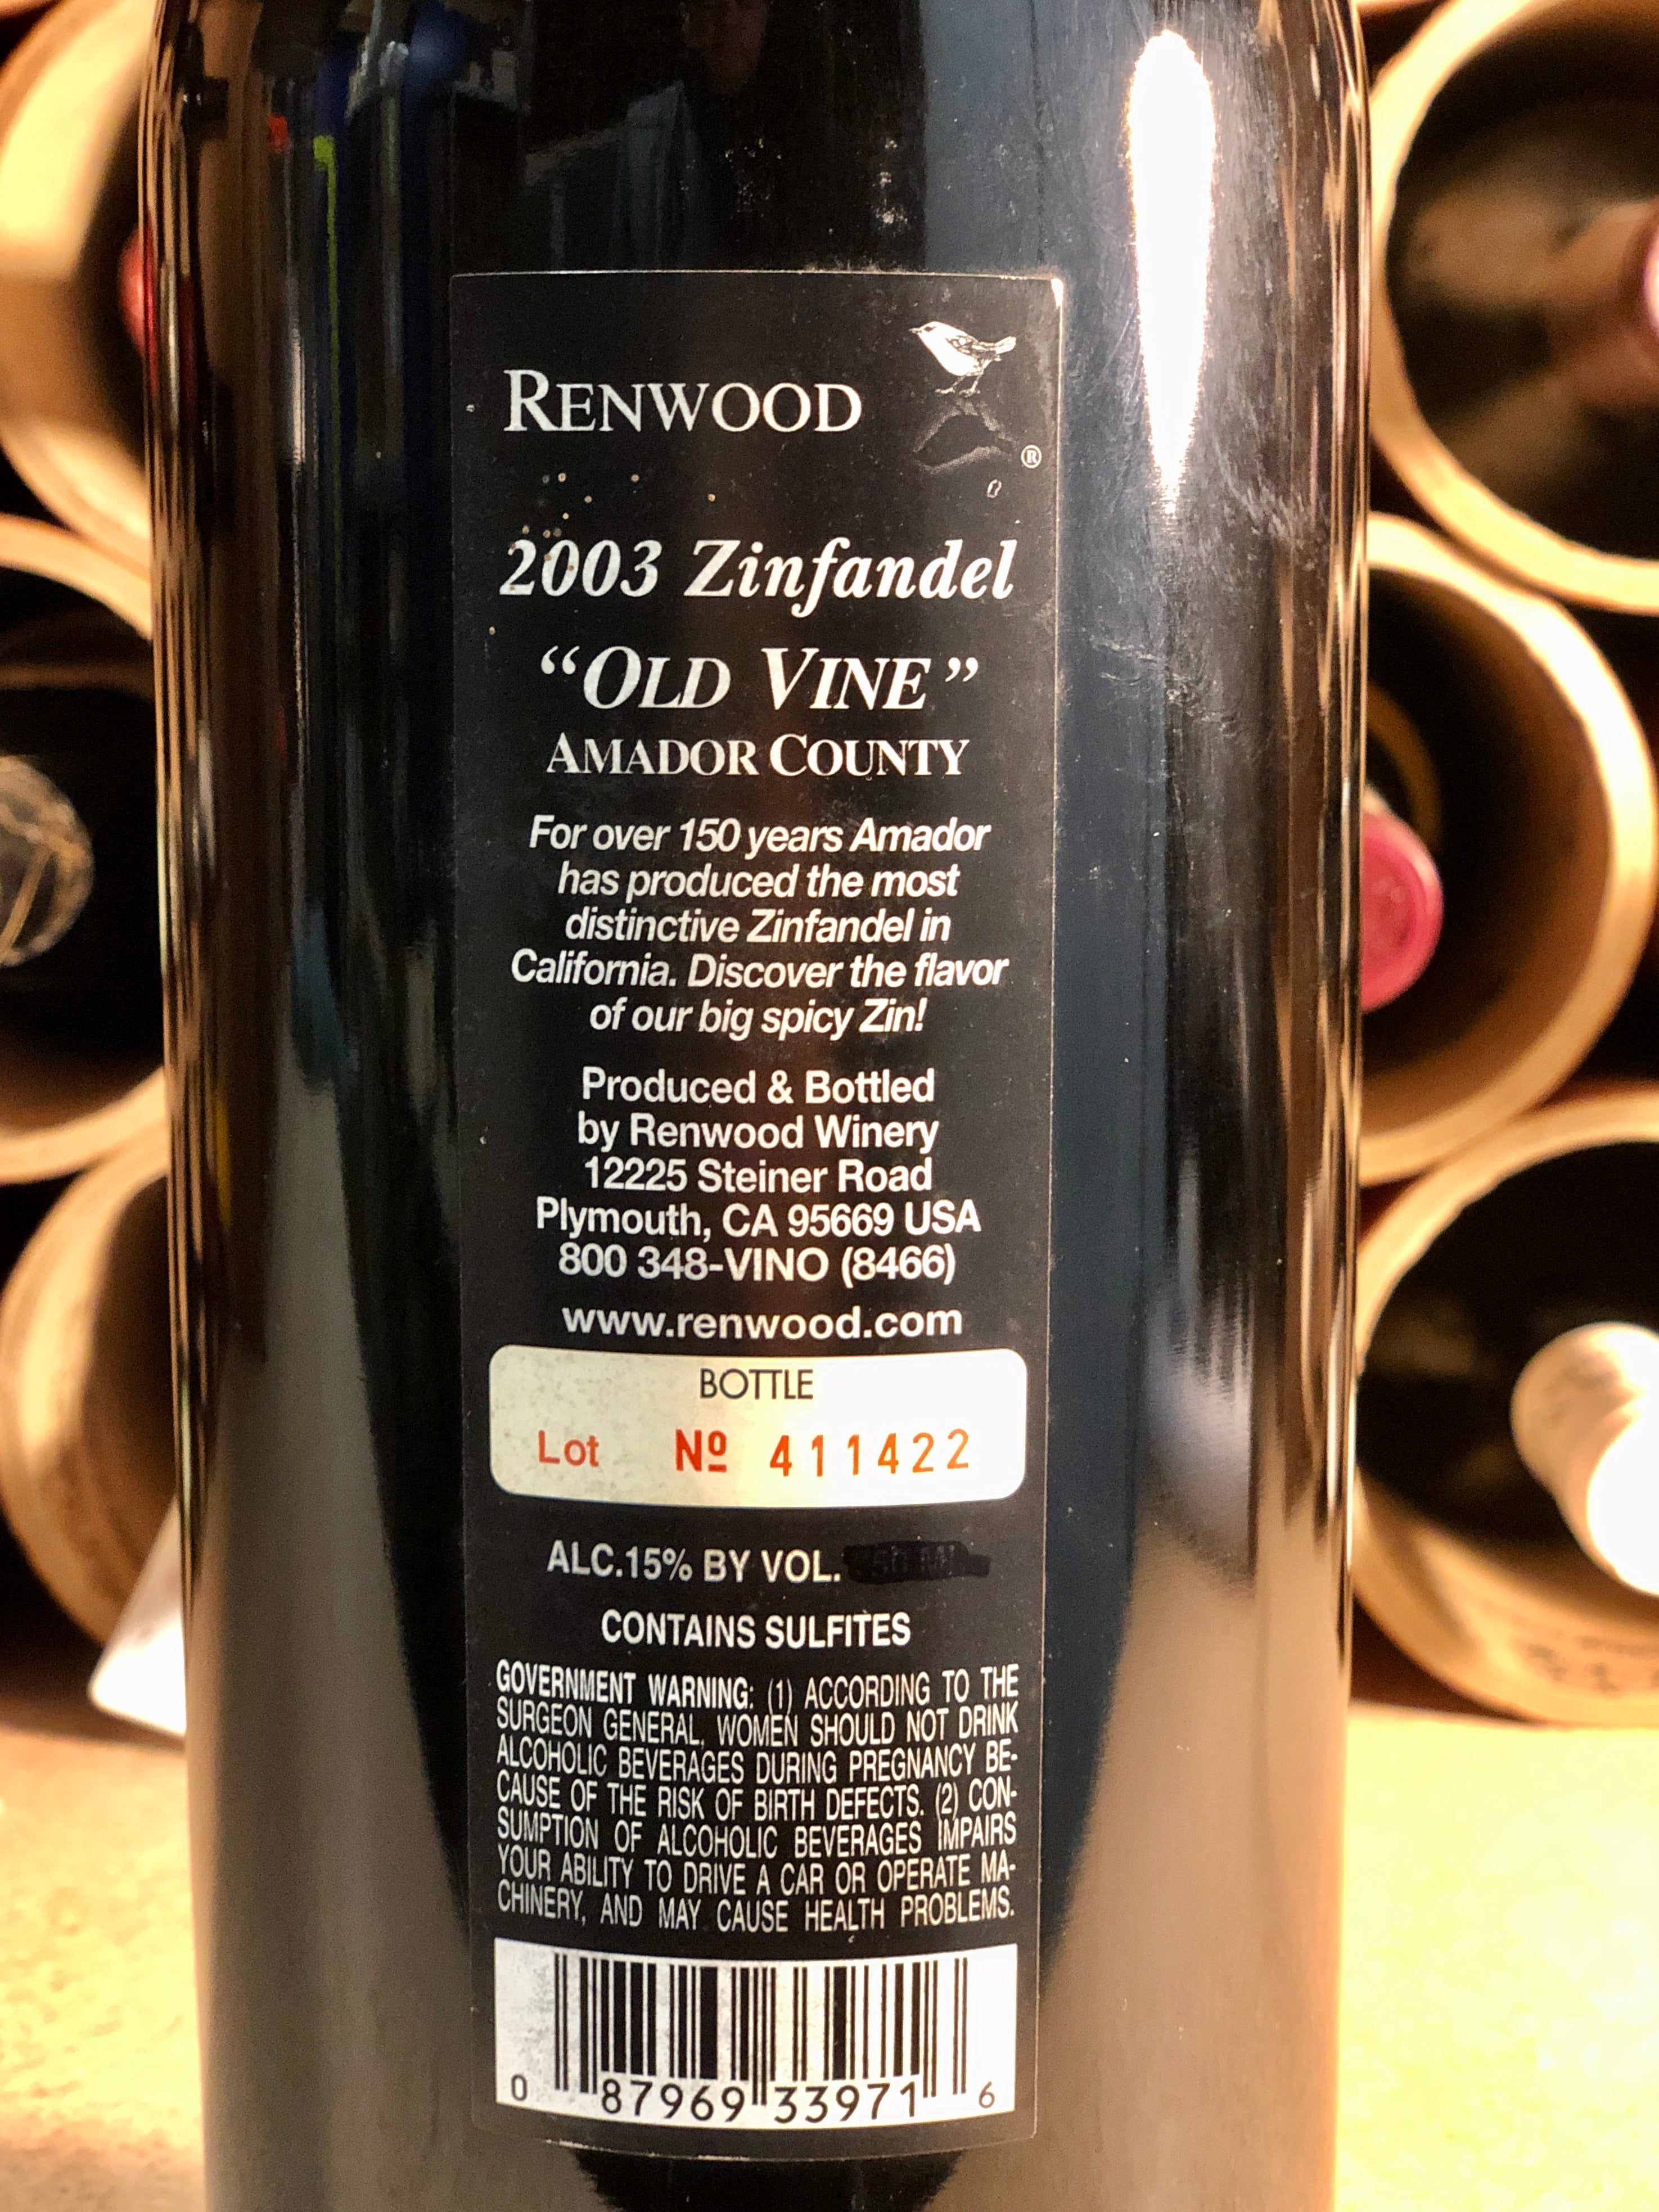 RENWOOD
®
2003 Zinfandel
“OLD VINE”
AMADOR COUNTY
For over 150 years Amador
has produced the most
distinctive Zinfandel in
California. Discover the flavor
of our big spicy Zin!
Produced & Bottled
by Renwood Winery
12225 Steiner Road
Plymouth, CA 95669 USA
800 348-VINO (8466)
www.renwood.com
BOTTLE
Lot Nº 411422
ALC.15% BY VOL.
CONTAINS SULFITES
GOVERNMENT WARNING: (1) ACCORDING TO THE
SURGEON GENERAL, WOMEN SHOULD NOT DRINK
ALCOHOLIC BEVERAGES DURING PREGNANCY BE-
CAUSE OF THE RISK OF BIRTH DEFECTS. (2) CON-
SUMPTION OF ALCOHOLIC BEVERAGES IMPAIRS
YOUR ABILITY TO DRIVE A CAR OR OPERATE MA-
CHINERY, AND MAY CAUSE HEALTH PROBLEMS.
0 87969 33971 6